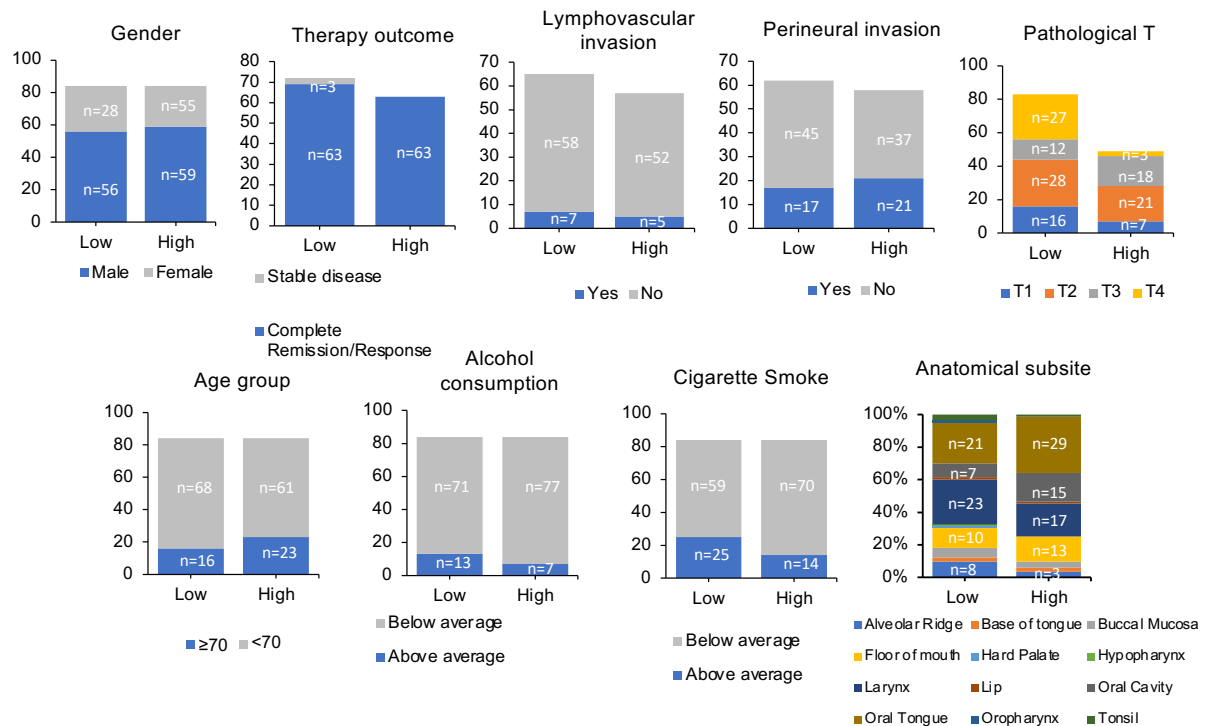 Gender
100
80
60
40
20
0
n=28
n=55
n=56
n=59
Low
High
Male
Female
Therapy outcome
80
70
60
50
40
30
20
10
0
n=3
n=63
n=63
Low
High
Stable disease
Complete
Remission/Response
Lymphovascular
invasion
70
60
50
40
30
20
10
0
n=58
n=52
n=7
n=5
Low
High
Yes
No
Perineural invasion
70
60
50
40
30
20
10
0
n=45
n=37
n=17
n=21
Low
High
Yes
No
Pathological T
100
80
60
40
20
0
n=27
n=3
n=12
n=18
n=28
n=21
n=16
n=7
Low
High
T1
T2
T3
T4
Age group
100
80
60
40
20
0
n=68
n=61
n=16
n=23
Low
High
≥70
<70
Alcohol
consumption
100
80
60
40
20
0
n=71
n=77
n=13
n=7
Low
High
Below average
Above average
Cigarette Smoke
100
80
60
40
20
0
n=59
n=70
n=25
n=14
Low
High
Below average
Above average
Anatomical subsite
100%
80%
60%
40%
20%
0%
n=21
n=29
n=7
n=15
n=23
n=17
n=10
n=13
n=8
n=3
Low
High
Alveolar Ridge
Base of tongue
Buccal Mucosa
Floor of mouth
Hard Palate
Hypopharynx
Larynx
Lip
Oral Cavity
Oral Tongue
Oropharynx
Tonsil